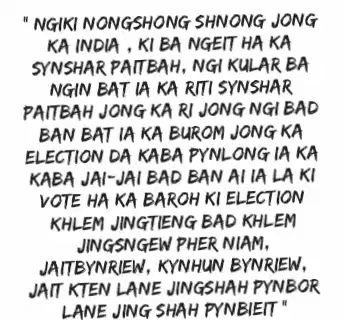 " NGIKI NONGSHONG SHNONG JONG
KA INDIA , KI BA NGEIT HA KA
SYNSHAR PAITBAH, NGI KULAR BA
NGIN BAT IA KA RITI SYNSHAR
PAITBAH JONG KA RI JONG NGI BAD
BAN BAT IA KA BUROM JONG KA
ELECTION DA KABA PYNLONG IA KA
KABA JAI-JAI BAD BAN AI IA LA KI
VOTE HA KA BAROH KI ELECTION
KHLEM JINGTIENG BAD KHLEM
JINGSNGEW PHER NIAM,
JAITBYNRIEW, KYNHUN BYNRIEW,
JAIT KTEN LANE JINGSHAH PYNBOR
LANE JING SHAH PYNBIEIT "